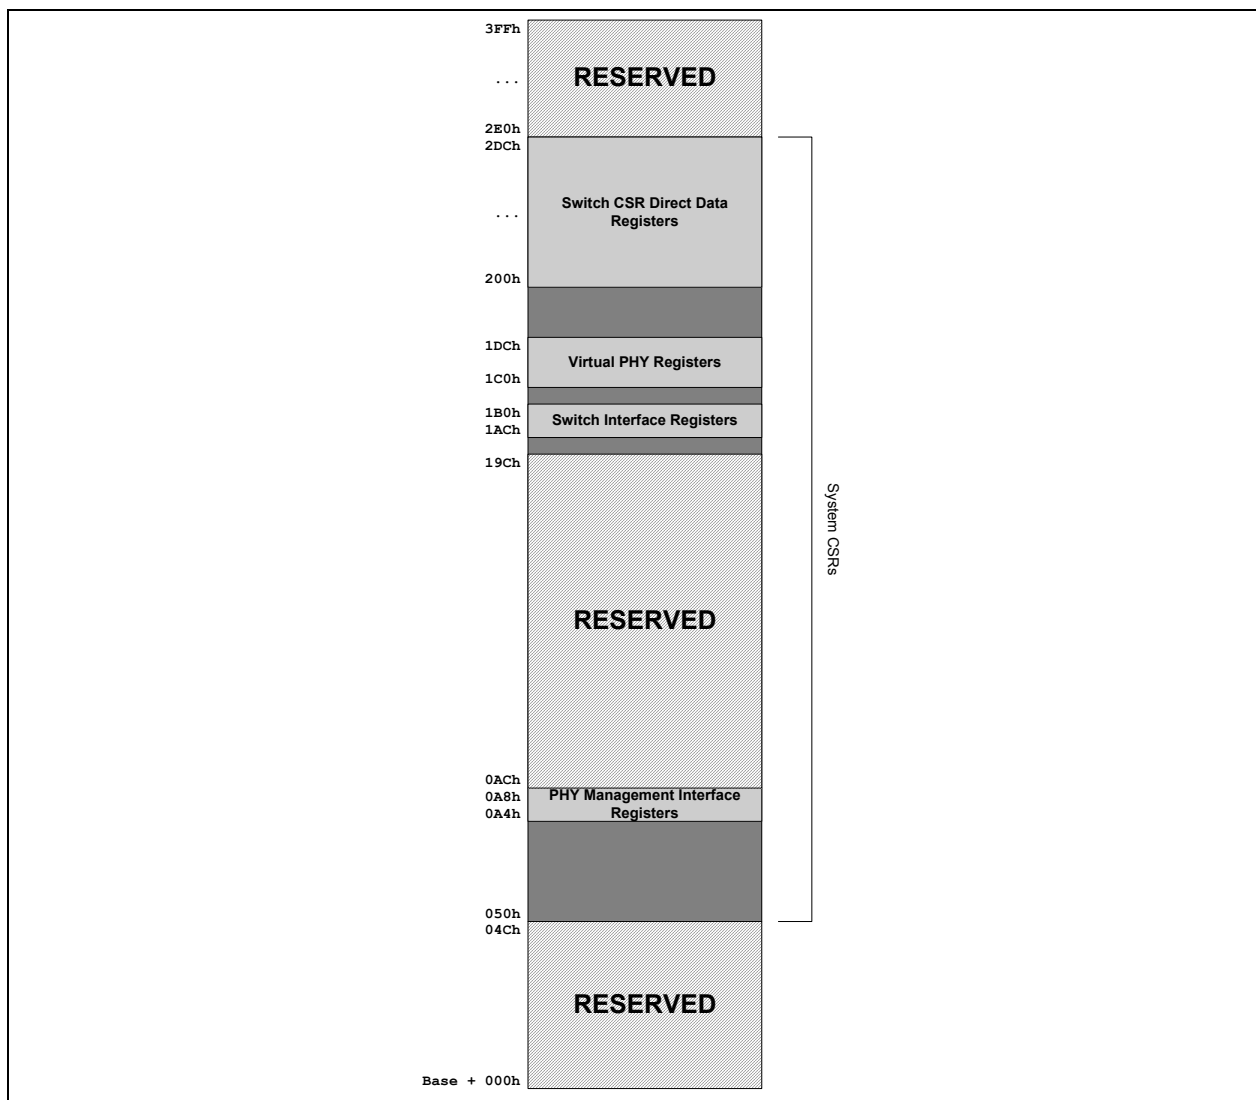 3FFh
RESERVED
...
2E0h
2DCh
Switch CSR Direct Data
Registers
...
200h
1DCh
Virtual PHY Registers
1C0h
1B0h
Switch Interface Registers
1ACh
19Ch
System CSRs
RESERVED
0ACh
PHY Management Interface
0A8h
Registers
0A4h
050h
04Ch
RESERVED
Base + 000h